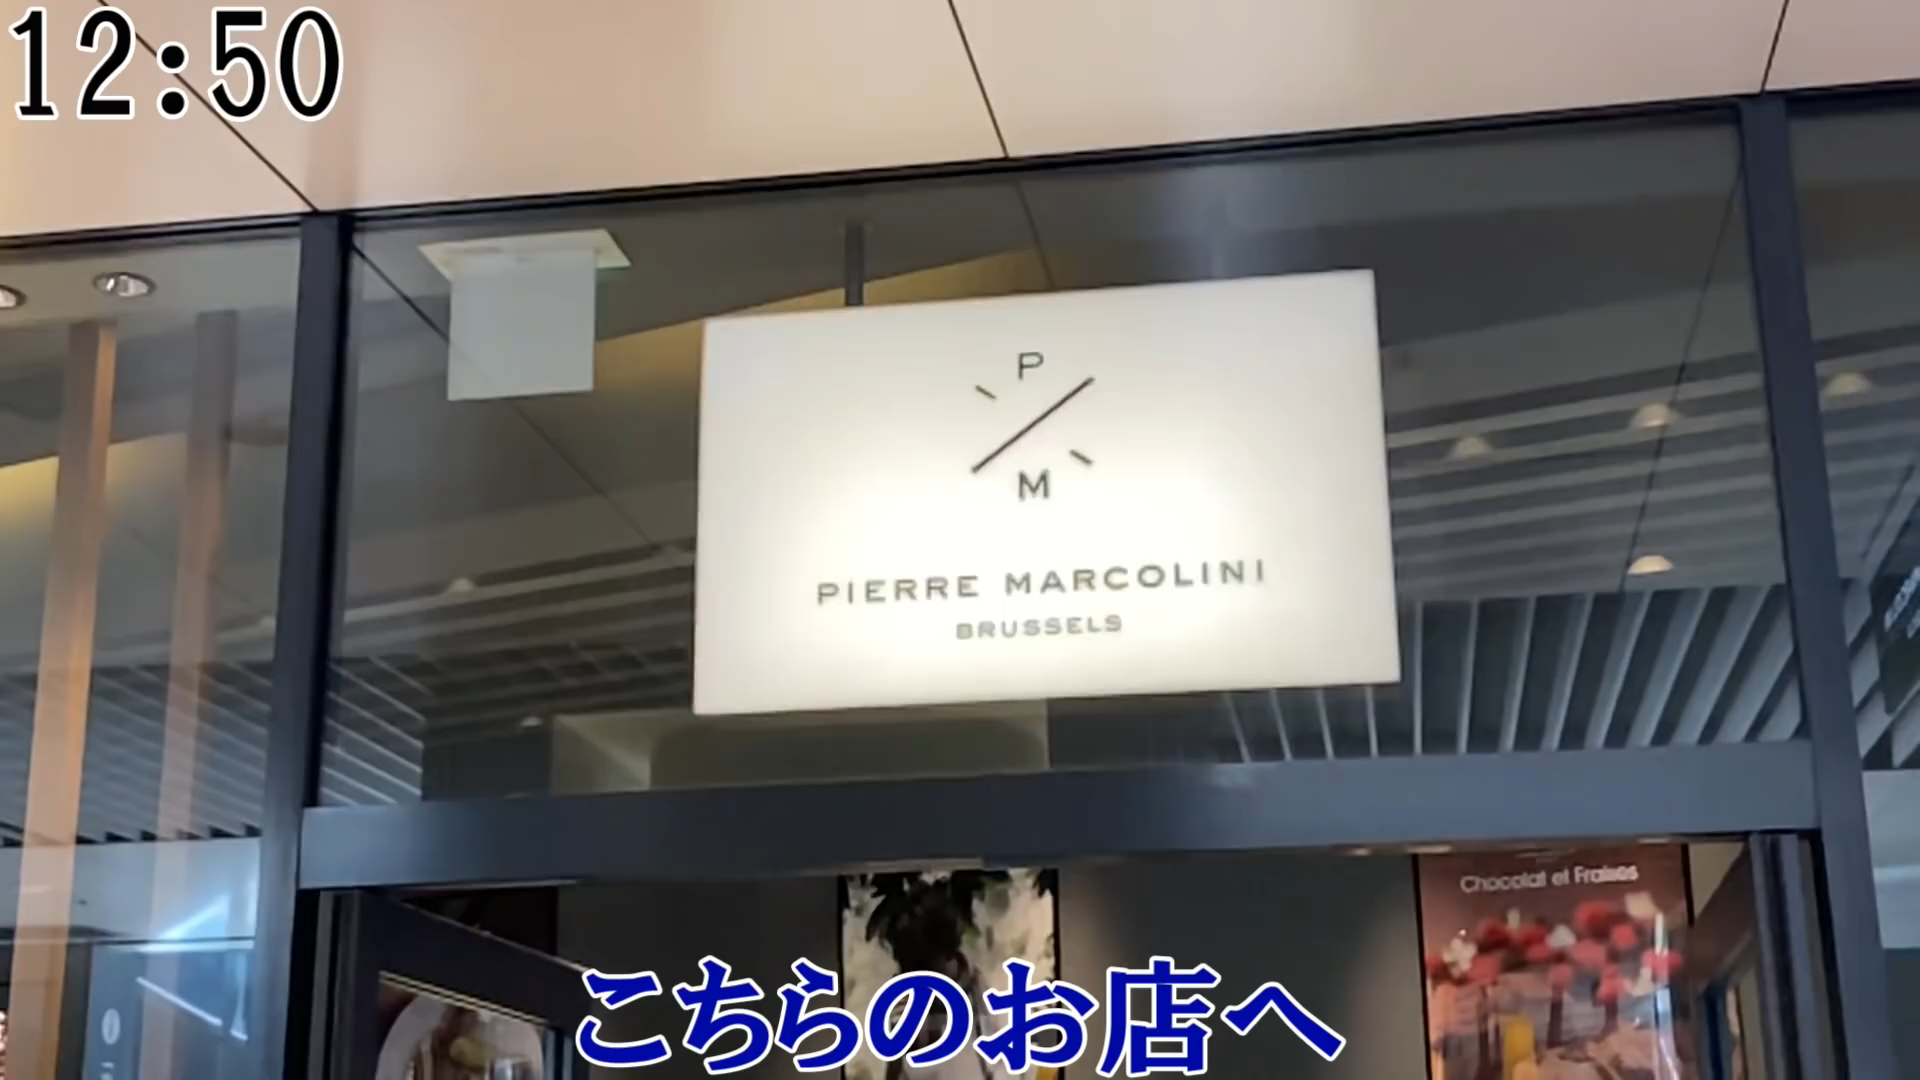 12:50
P
M
PIERRE MARCOLINI
BRUSSELS
Chocolat et Fraises
こちらのお店へ